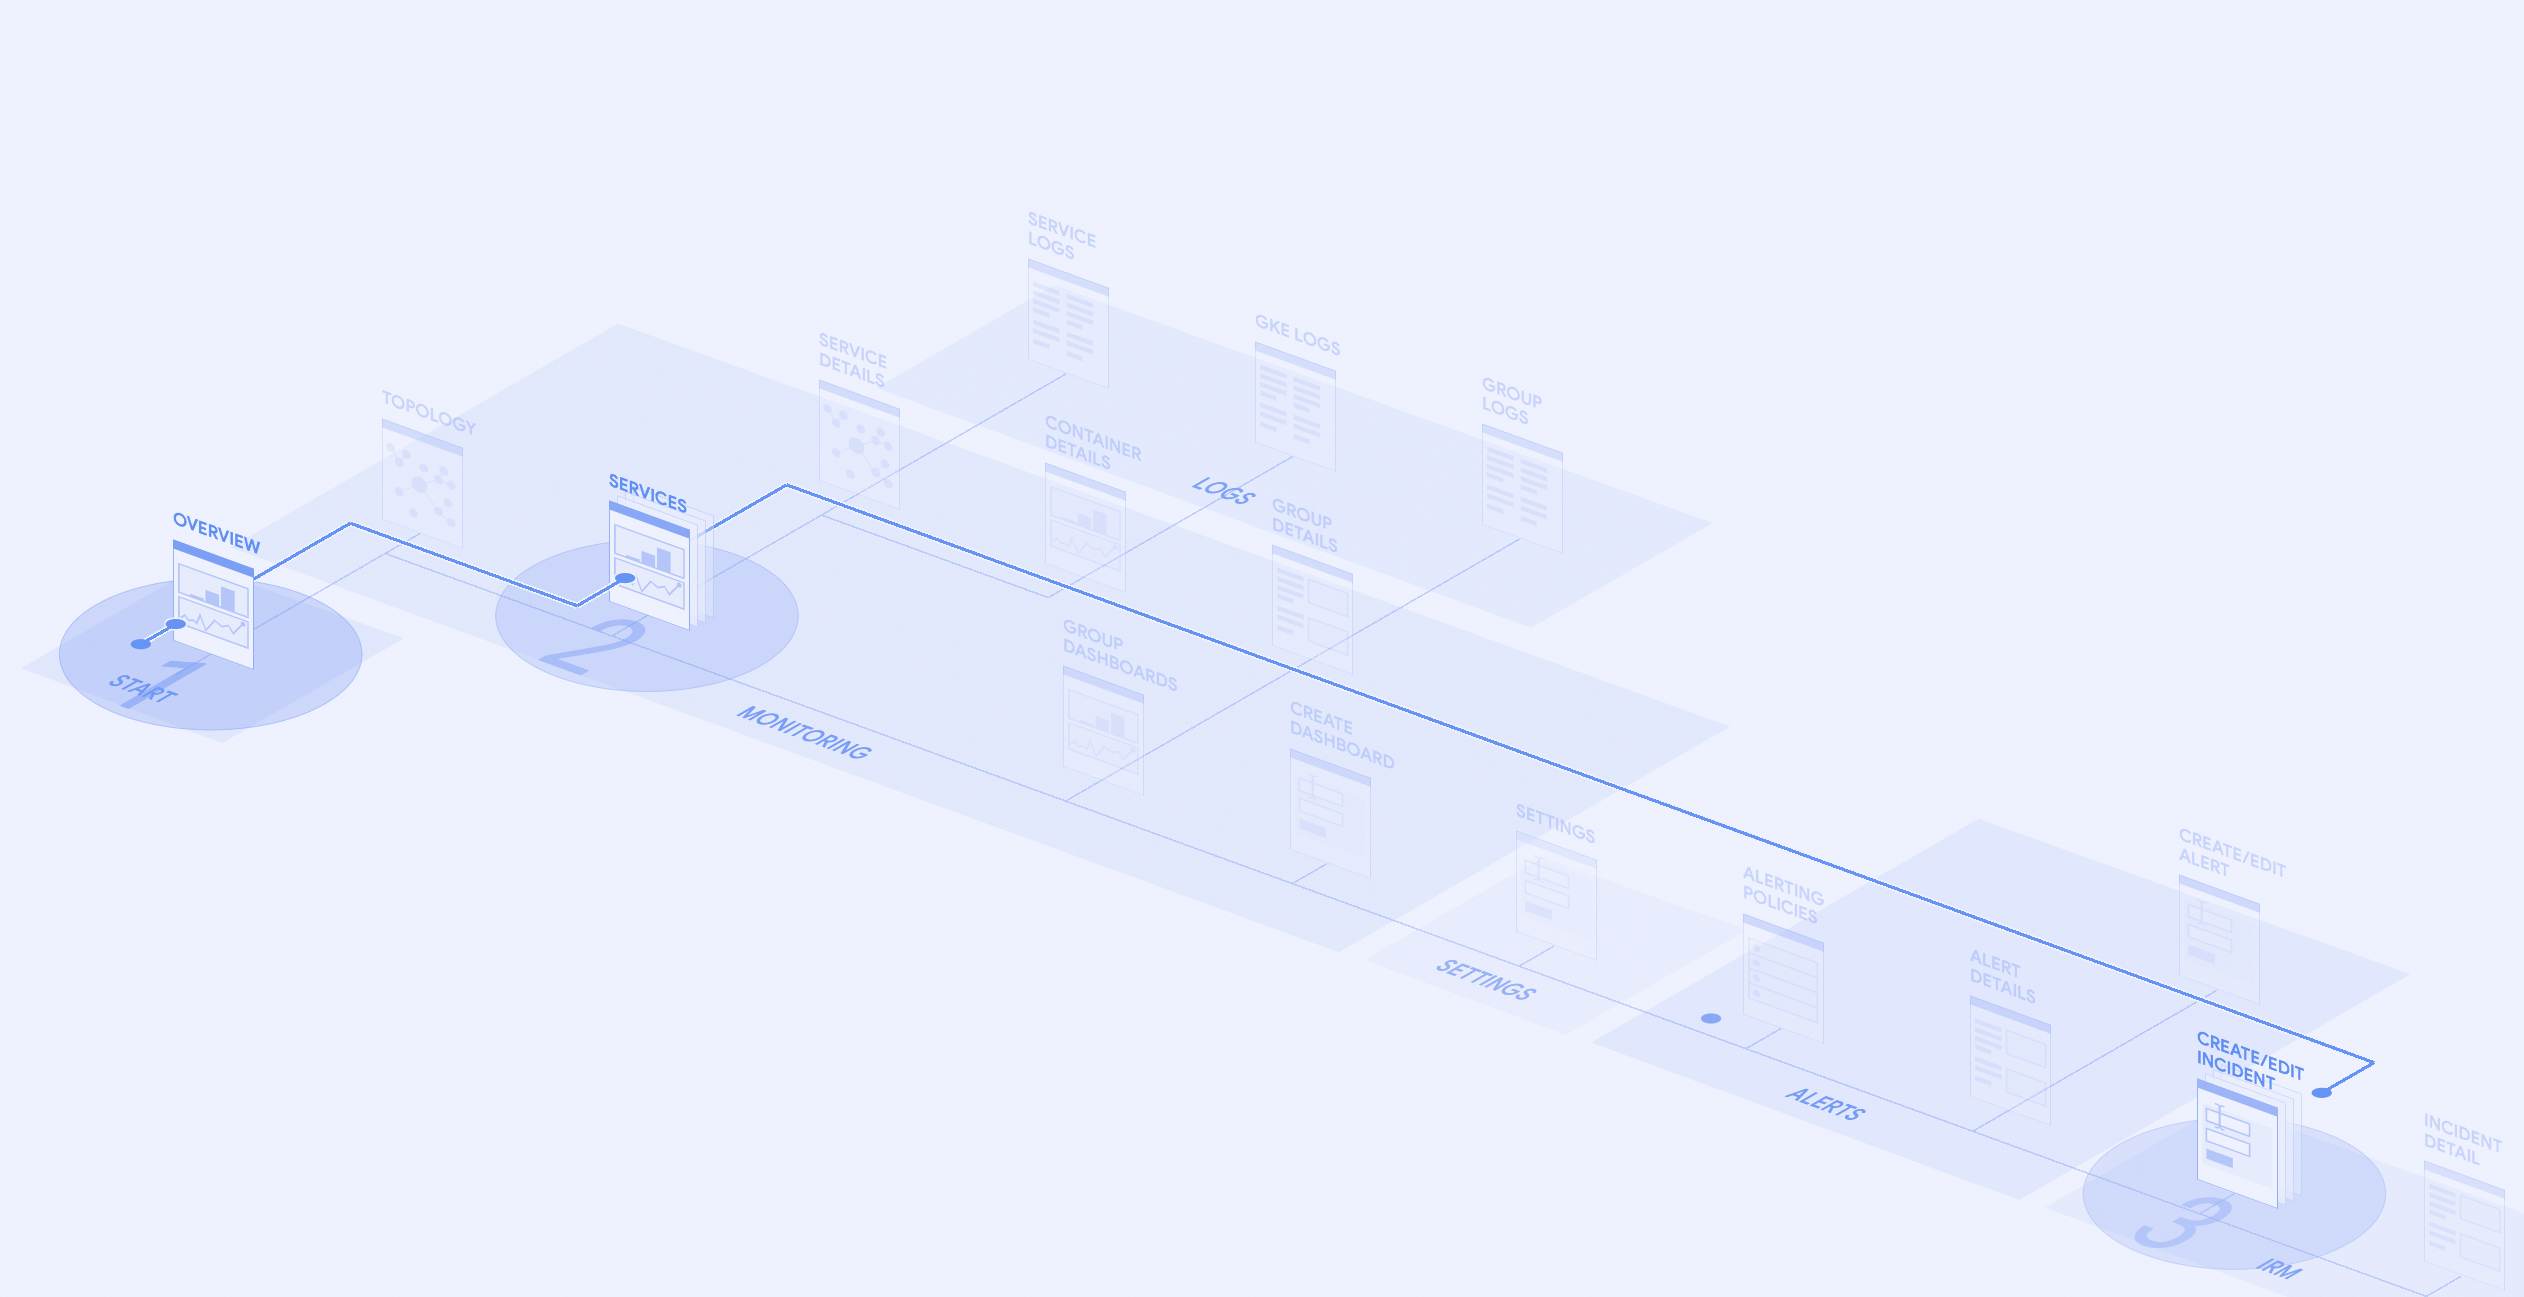 SERVICE
LOGS
GKE LOGS
SERVICE
DETAILS
GROUP
LOGS
TOPOLOGY
CONTAINER
DETAILS
LOGS
SERVICES
GROUP
DETAILS
OVERVIEW
GROUP
DASHBOARDS
2
1
START
MONITORING
CREATE
DASHBOARD
SETTINGS
CREATE/EDIT
ALERT
ALERTING
POLICIES
SETTINGS
ALERT
DETAILS
CREATE/EDIT
INCIDENT
ALERTS
INCIDENT
DETAIL
3
IRM